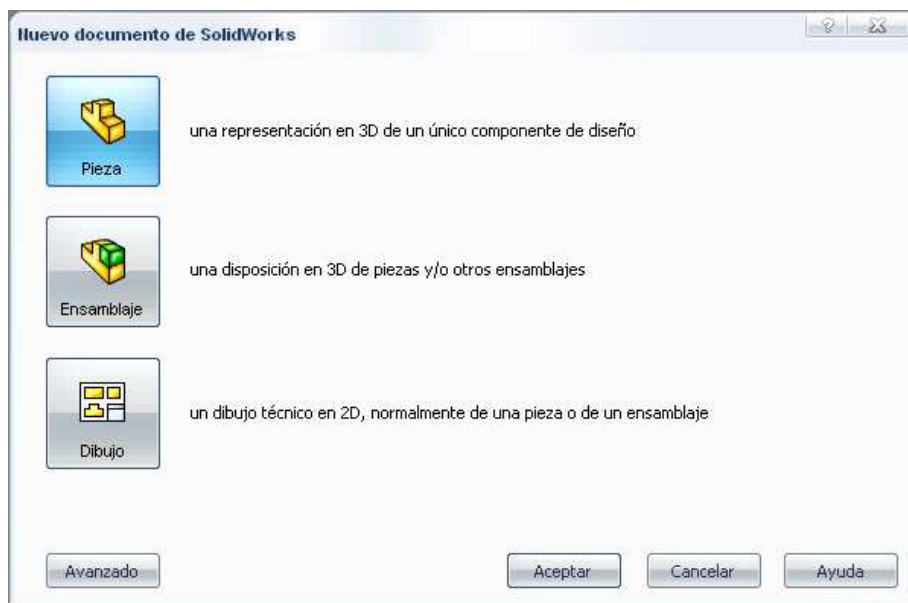 Nuevo documento de SolidWorks
una representación en 3D de un único componente de diseño
Pieza
una disposición en 3D de piezas y/o otros ensamblajes
Ensamblaje
un dibujo técnico en 2D, normalmente de una pieza o de un ensamblaje
Dibujo
Avanzado
Aceptar
Cancelar
Ayuda